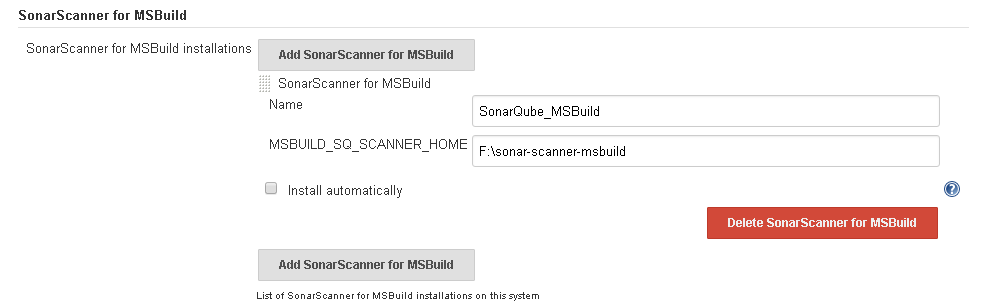 SonarScanner for MSBuild
SonarScanner for MSBuild installations
Add SonarScanner for MSBuild
SonarScanner for MSBuild
Name
SonarQube_MSBuild
MSBUILD_SQ_SCANNER_HOME
F:\sonar-scanner-msbuild
Install automatically
?
Delete SonarScanner for MSBuild
Add SonarScanner for MSBuild
List of SonarScanner for MSBuild installations on this system